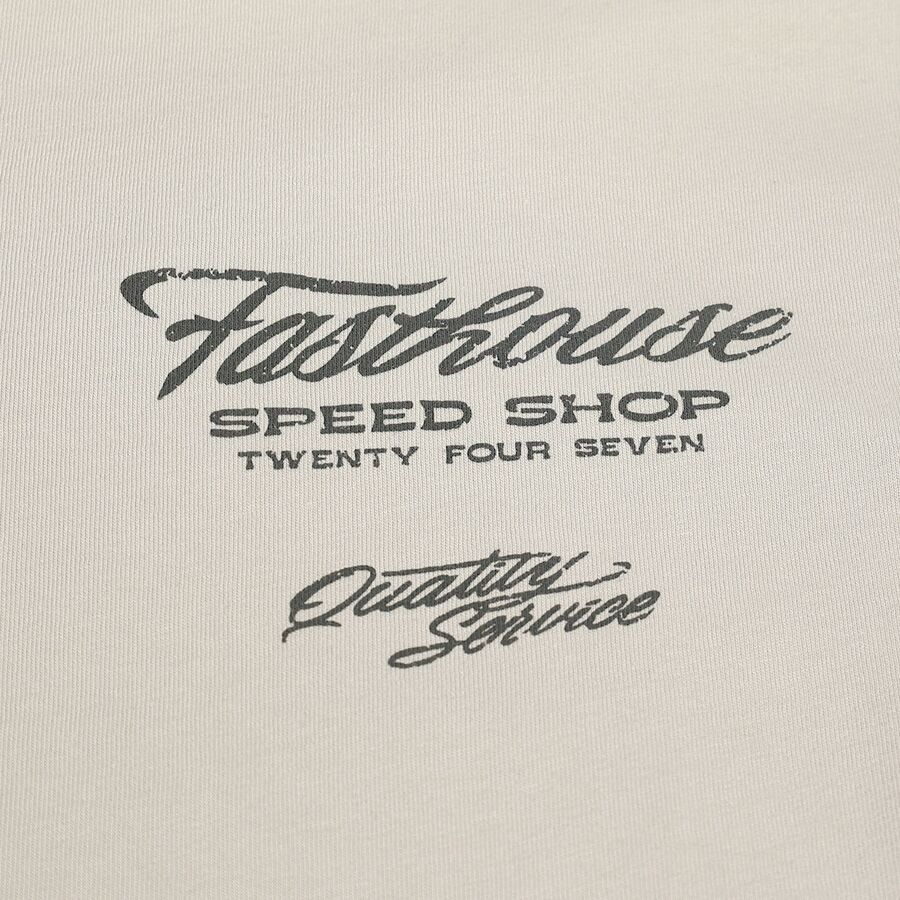 Fasthouse
SPEED SHOP
TWENTY FOUR SEVEN
Quality
Service